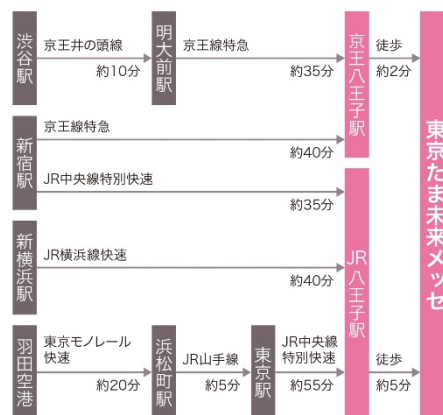 渋谷駅
京王井の頭線
約10分
明大前駅
京王線特急
約35分
京王八王子駅
徒歩
約2分
東京たま未来メッセ
新宿駅
京王線特急
約40分
JR中央線特別快速
約35分
新横浜駅
JR横浜線快速
約40分
JR八王子駅
羽田空港
東京モノレール
快速
約20分
浜松町駅
JR山手線
約5分
東京駅
JR中央線
特別快速
約55分
徒歩
約5分